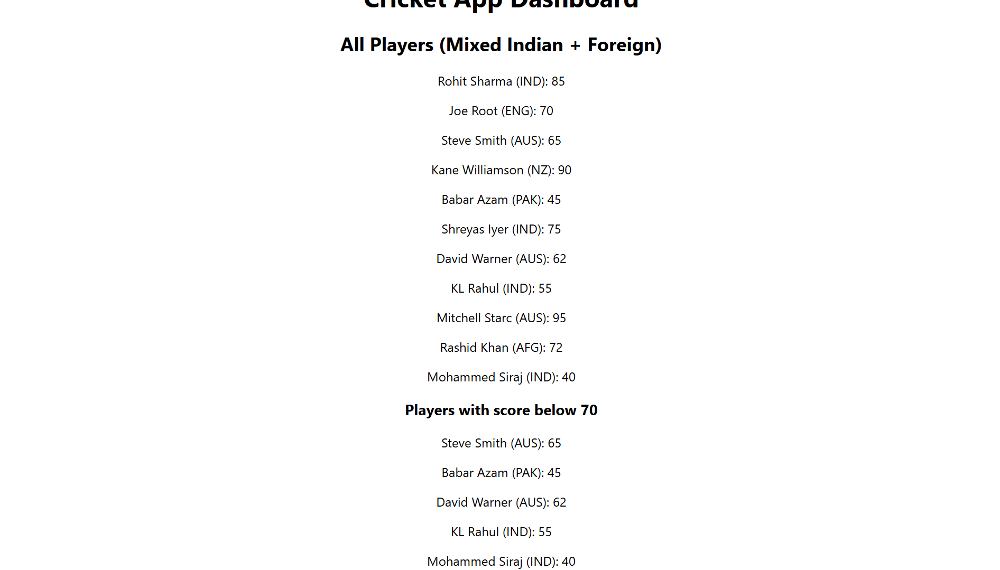 Cricket App Dashboard
All Players (Mixed Indian + Foreign)
Rohit Sharma (IND): 85
Joe Root (ENG): 70
Steve Smith (AUS): 65
Kane Williamson (NZ): 90
Babar Azam (PAK): 45
Shreyas Iyer (IND): 75
David Warner (AUS): 62
KL Rahul (IND): 55
Mitchell Starc (AUS): 95
Rashid Khan (AFG): 72
Mohammed Siraj (IND): 40
Players with score below 70
Steve Smith (AUS): 65
Babar Azam (PAK): 45
David Warner (AUS): 62
KL Rahul (IND): 55
Mohammed Siraj (IND): 40